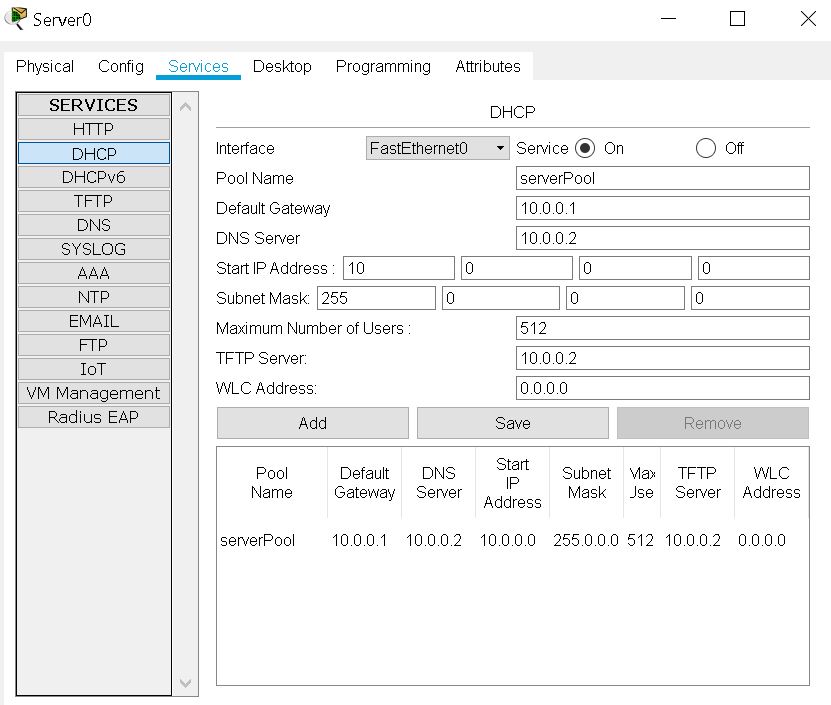 Server0
Physical Config Services Desktop Programming Attributes
SERVICES
HTTP
DHCP
DHCPv6
TFTP
DNS
SYSLOG
AAA
NTP
EMAIL
FTP
IoT
VM Management
Radius EAP
DHCP
Interface FastEthernet0 Service On Off
Pool Name serverPool
Default Gateway 10.0.0.1
DNS Server 10.0.0.2
Start IP Address : 10 0 0 0
Subnet Mask: 255 0 0 0
Maximum Number of Users : 512
TFTP Server: 10.0.0.2
WLC Address: 0.0.0.0
Add Save Remove
Pool Name Default Gateway DNS Server Start IP Address Subnet Mask Max Use TFTP Server WLC Address
serverPool 10.0.0.1 10.0.0.2 10.0.0.0 255.0.0.0 512 10.0.0.2 0.0.0.0